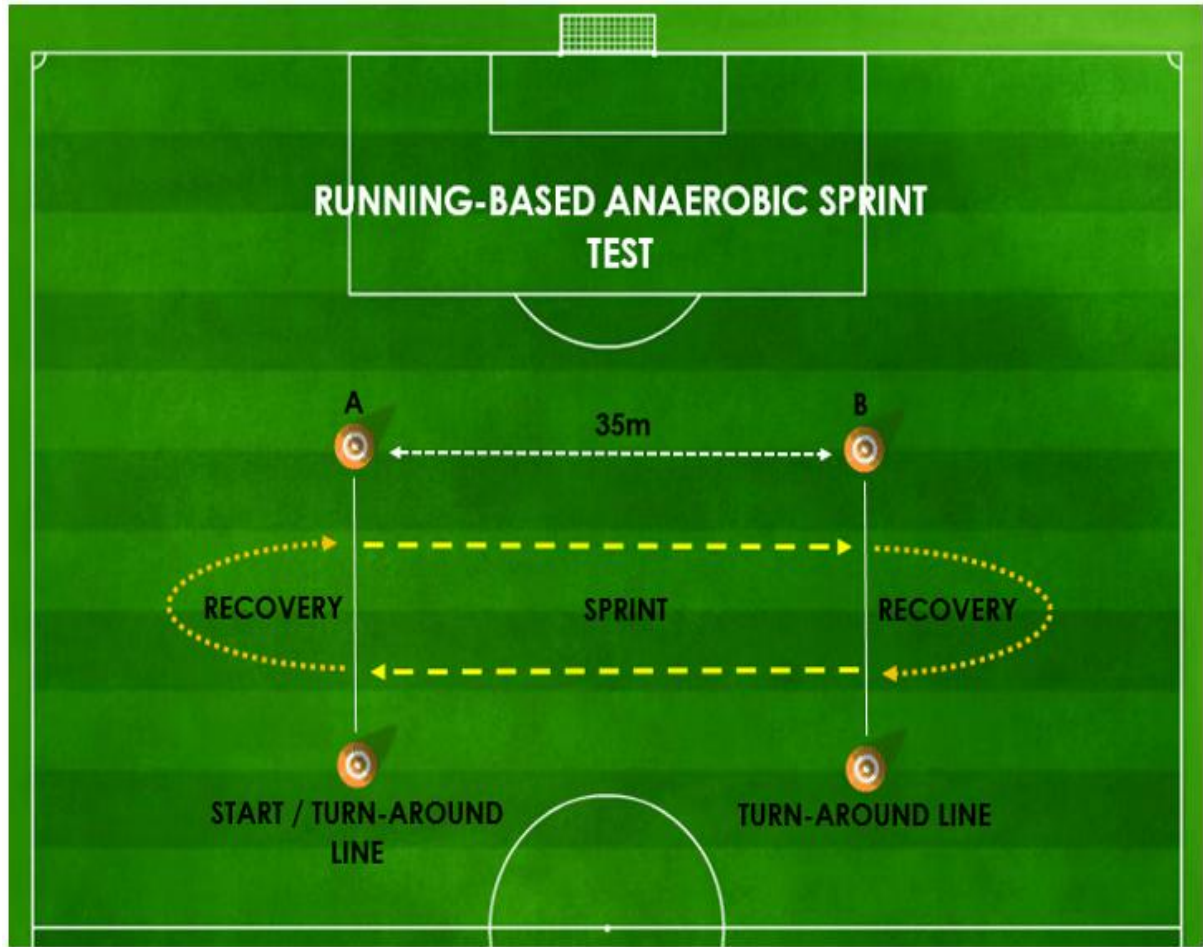 RUNNING-BASED ANAEROBIC SPRINT
TEST
A
B
35m
RECOVERY
SPRINT
RECOVERY
START / TURN-AROUND
LINE
TURN-AROUND LINE